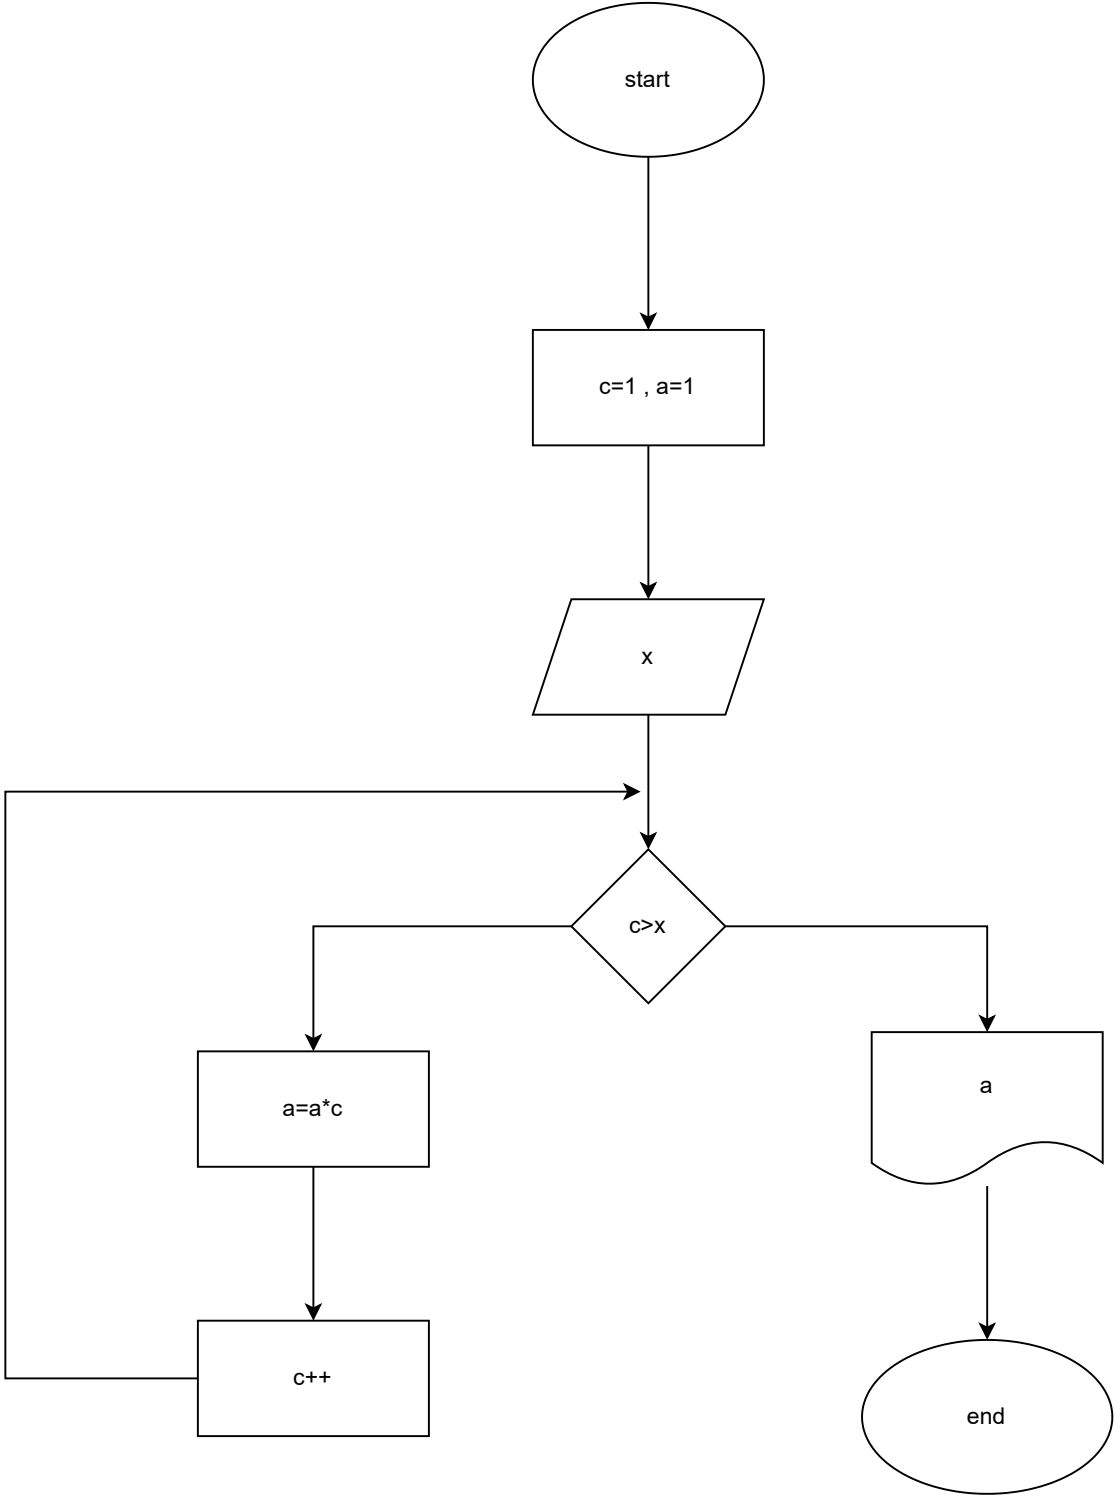 start
c=1 , a=1
x
c>x
a=a*c
a
c++
end